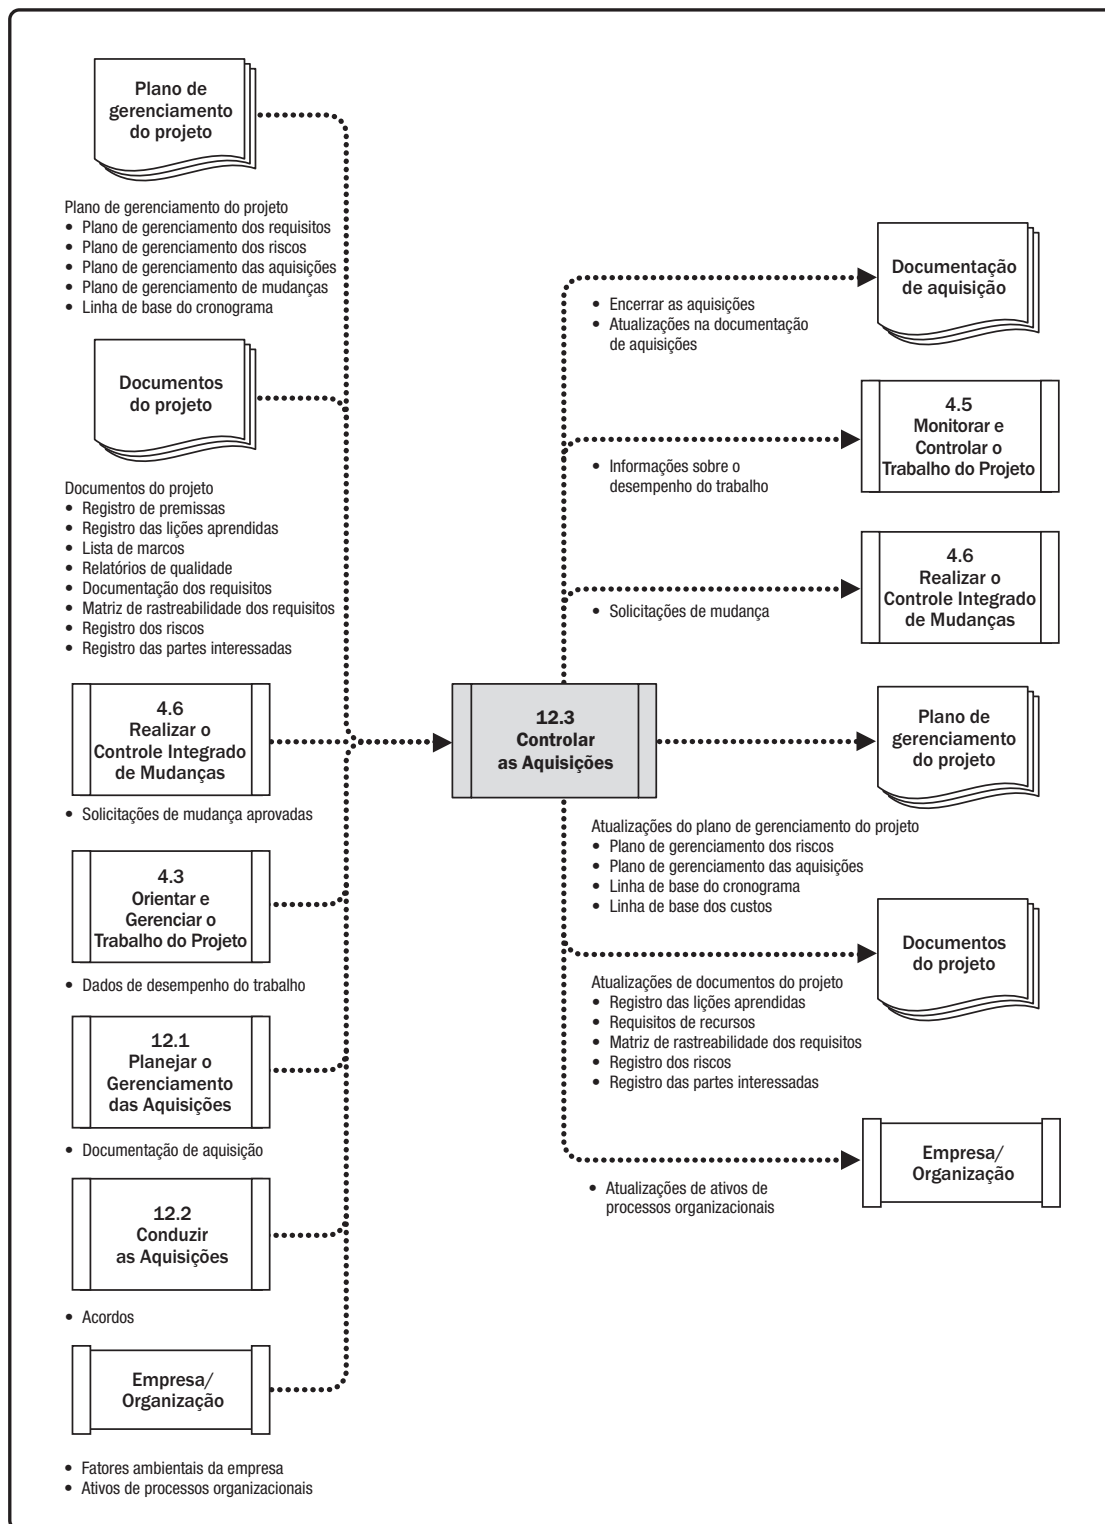 Plano de
gerenciamento
do projeto
Plano de gerenciamento do projeto
• Plano de gerenciamento dos requisitos
• Plano de gerenciamento dos riscos
• Plano de gerenciamento das aquisições
• Plano de gerenciamento de mudanças
• Linha de base do cronograma
Documentos
do projeto
Documentos do projeto
• Registro de premissas
• Registro das lições aprendidas
• Lista de marcos
• Relatórios de qualidade
• Documentação dos requisitos
• Matriz de rastreabilidade dos requisitos
• Registro dos riscos
• Registro das partes interessadas
4.6
Realizar o
Controle Integrado
de Mudanças
• Solicitações de mudança aprovadas
4.3
Orientar e
Gerenciar o
Trabalho do Projeto
• Dados de desempenho do trabalho
12.1
Planejar o
Gerenciamento
das Aquisições
• Documentação de aquisição
12.2
Conduzir
as Aquisições
• Acordos
Empresa/
Organização
• Fatores ambientais da empresa
• Ativos de processos organizacionais
12.3
Controlar
as Aquisições
Documentação
de aquisição
• Encerrar as aquisições
• Atualizações na documentação
de aquisições
4.5
Monitorar e
Controlar o
Trabalho do Projeto
• Informações sobre o
desempenho do trabalho
4.6
Realizar o
Controle Integrado
de Mudanças
• Solicitações de mudança
Plano de
gerenciamento
do projeto
Atualizações do plano de gerenciamento do projeto
• Plano de gerenciamento dos riscos
• Plano de gerenciamento das aquisições
• Linha de base do cronograma
• Linha de base dos custos
Documentos
do projeto
Atualizações de documentos do projeto
• Registro das lições aprendidas
• Requisitos de recursos
• Matriz de rastreabilidade dos requisitos
• Registro dos riscos
• Registro das partes interessadas
Empresa/
Organização
• Atualizações de ativos de
processos organizacionais